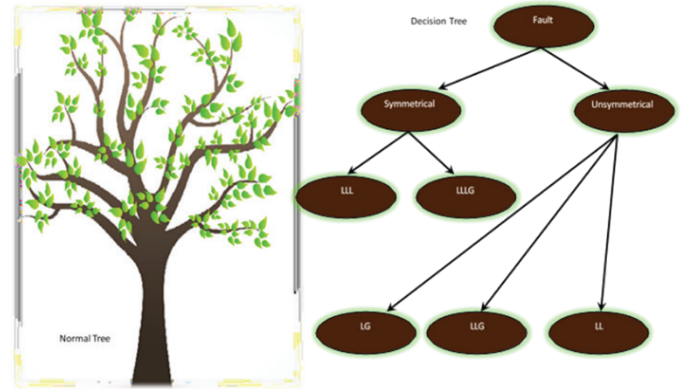 Decision Tree
Fault
Symmetrical
Unsymmetrical
LLL
LLLG
LG
LLG
LL
Normal Tree